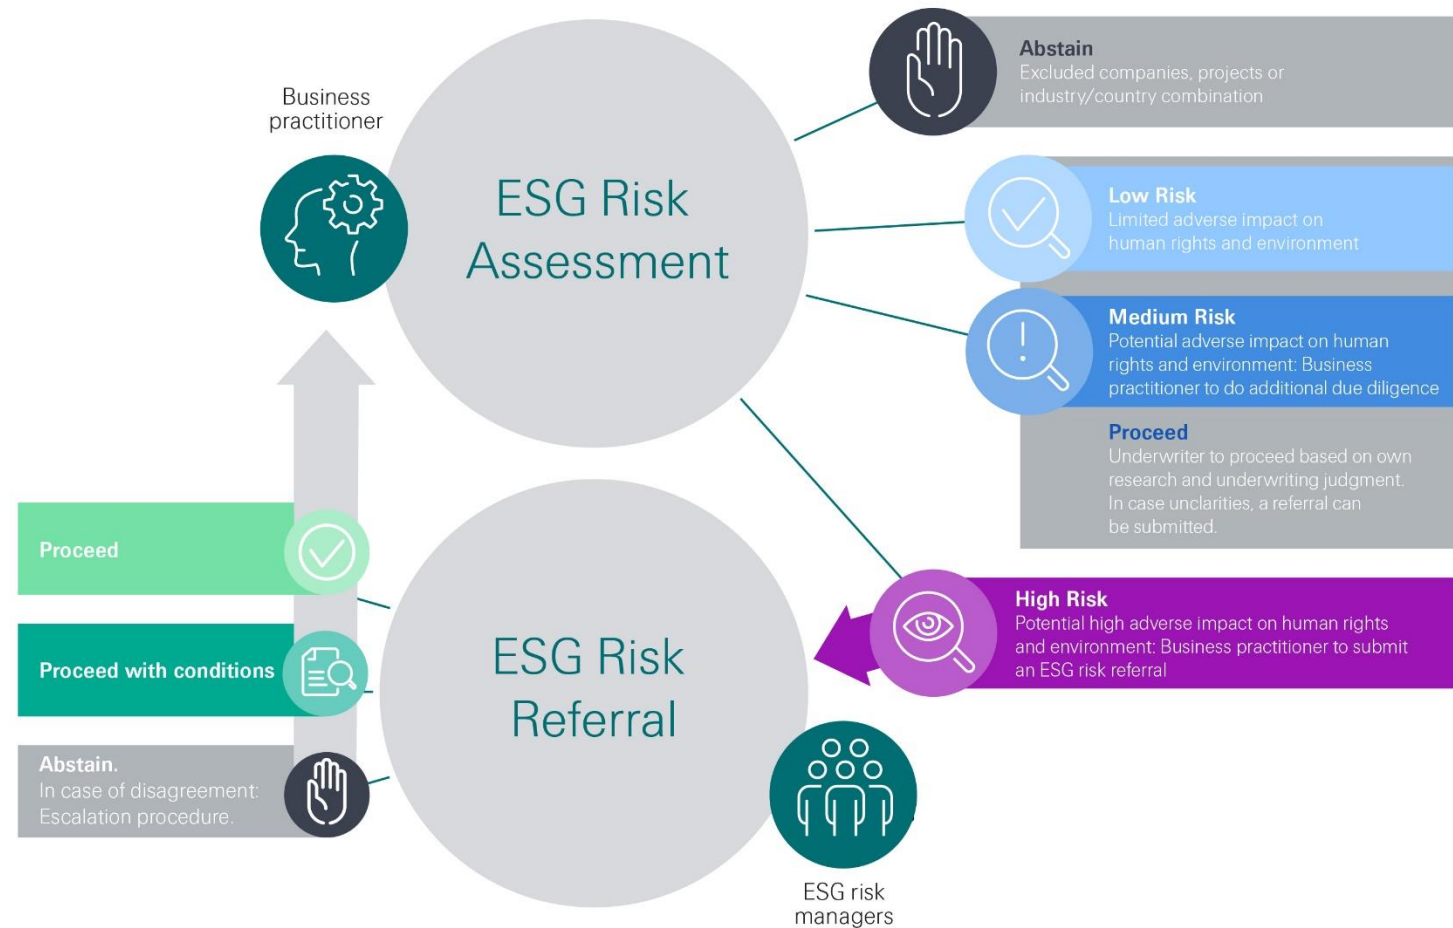 Business
practitioner
ESG Risk
Assessment
Abstain
Excluded companies, projects or
industry/country combination
Low Risk
Limited adverse impact on
human rights and environment
Medium Risk
Potential adverse impact on human
rights and environment: Business
practitioner to do additional due diligence
Proceed
Underwriter to proceed based on own
research and underwriting judgment.
In case unclarities, a referral can
be submitted.
High Risk
Potential high adverse impact on human rights
and environment: Business practitioner to submit
an ESG risk referral
ESG Risk
Referral
ESG risk
managers
Proceed
Proceed with conditions
Abstain.
In case of disagreement:
Escalation procedure.